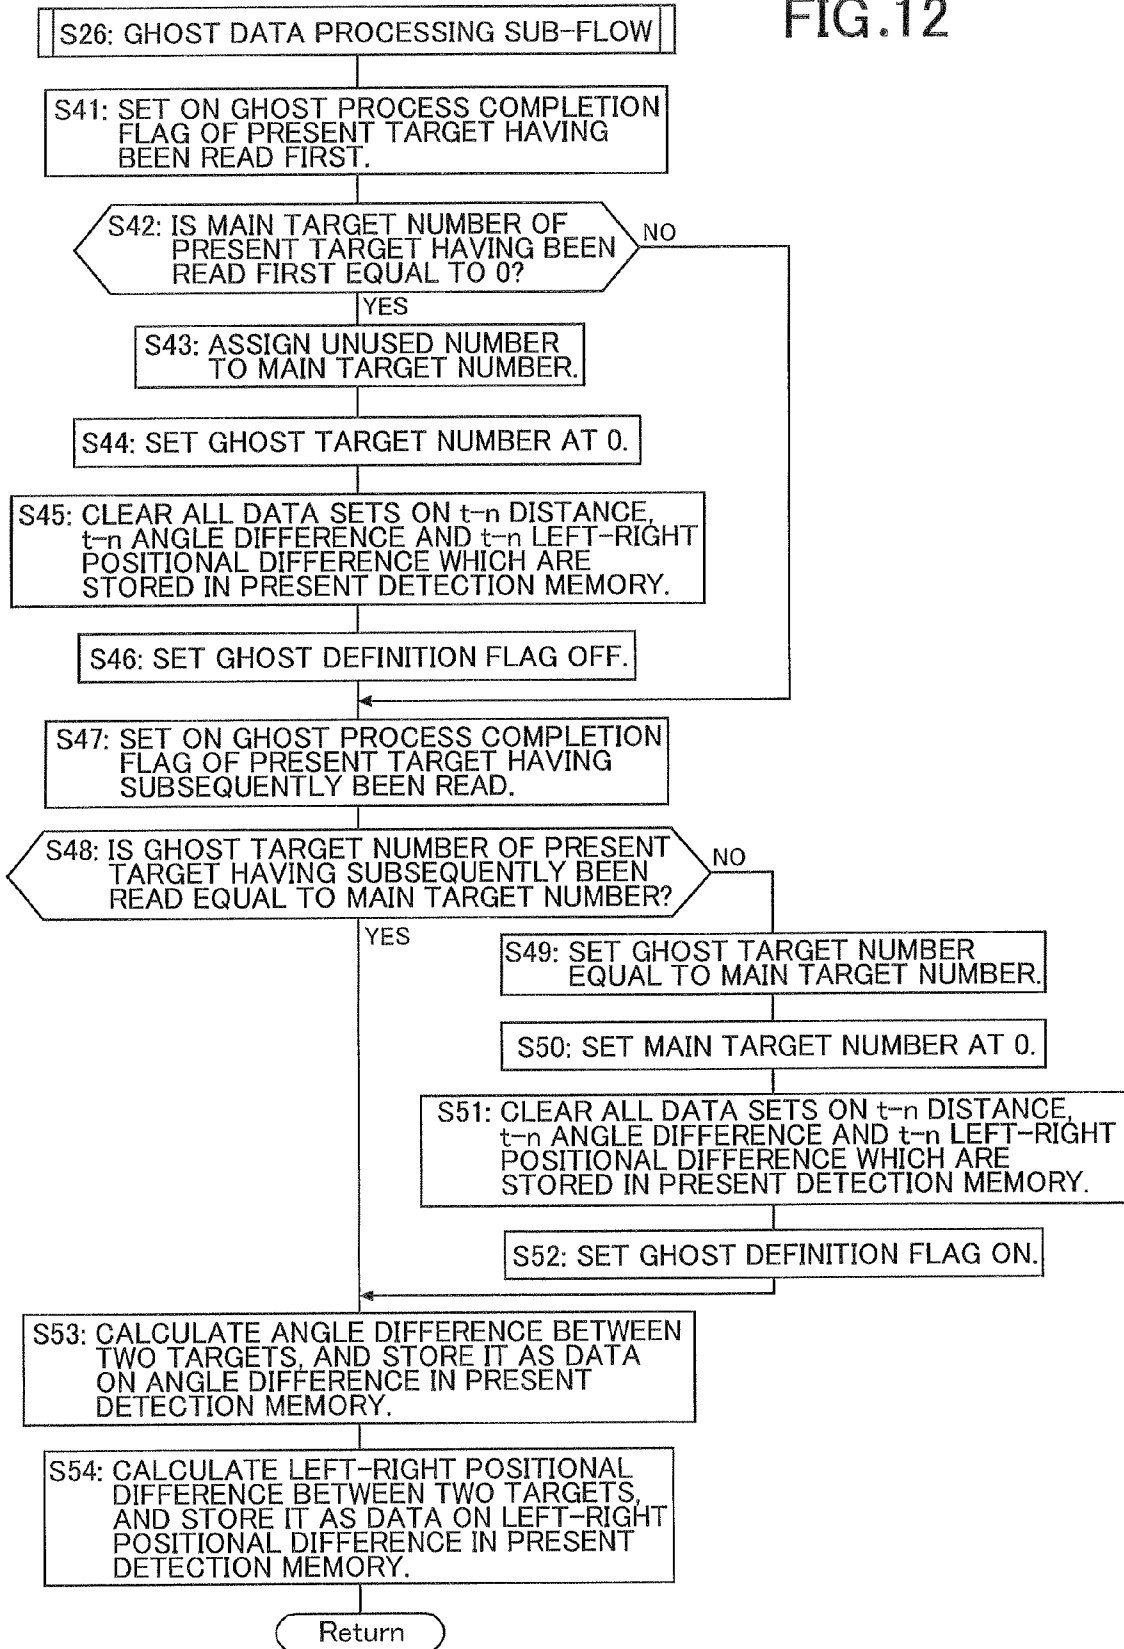 FIG.12
S26: GHOST DATA PROCESSING SUB-FLOW
S41: SET ON GHOST PROCESS COMPLETION
FLAG OF PRESENT TARGET HAVING
BEEN READ FIRST.
S42: IS MAIN TARGET NUMBER OF
PRESENT TARGET HAVING BEEN
READ FIRST EQUAL TO 0?
NO
YES
S43: ASSIGN UNUSED NUMBER
TO MAIN TARGET NUMBER.
S44: SET GHOST TARGET NUMBER AT 0.
S45: CLEAR ALL DATA SETS ON t-n DISTANCE,
t-n ANGLE DIFFERENCE AND t-n LEFT-RIGHT
POSITIONAL DIFFERENCE WHICH ARE
STORED IN PRESENT DETECTION MEMORY.
S46: SET GHOST DEFINITION FLAG OFF.
S47: SET ON GHOST PROCESS COMPLETION
FLAG OF PRESENT TARGET HAVING
SUBSEQUENTLY BEEN READ.
S48: IS GHOST TARGET NUMBER OF PRESENT
TARGET HAVING SUBSEQUENTLY BEEN
READ EQUAL TO MAIN TARGET NUMBER?
NO
YES
S49: SET GHOST TARGET NUMBER
EQUAL TO MAIN TARGET NUMBER.
S50: SET MAIN TARGET NUMBER AT 0.
S51: CLEAR ALL DATA SETS ON t-n DISTANCE,
t-n ANGLE DIFFERENCE AND t-n LEFT-RIGHT
POSITIONAL DIFFERENCE WHICH ARE
STORED IN PRESENT DETECTION MEMORY.
S52: SET GHOST DEFINITION FLAG ON.
S53: CALCULATE ANGLE DIFFERENCE BETWEEN
TWO TARGETS, AND STORE IT AS DATA
ON ANGLE DIFFERENCE IN PRESENT
DETECTION MEMORY.
S54: CALCULATE LEFT-RIGHT POSITIONAL
DIFFERENCE BETWEEN TWO TARGETS,
AND STORE IT AS DATA ON LEFT-RIGHT
POSITIONAL DIFFERENCE IN PRESENT
DETECTION MEMORY.
Return